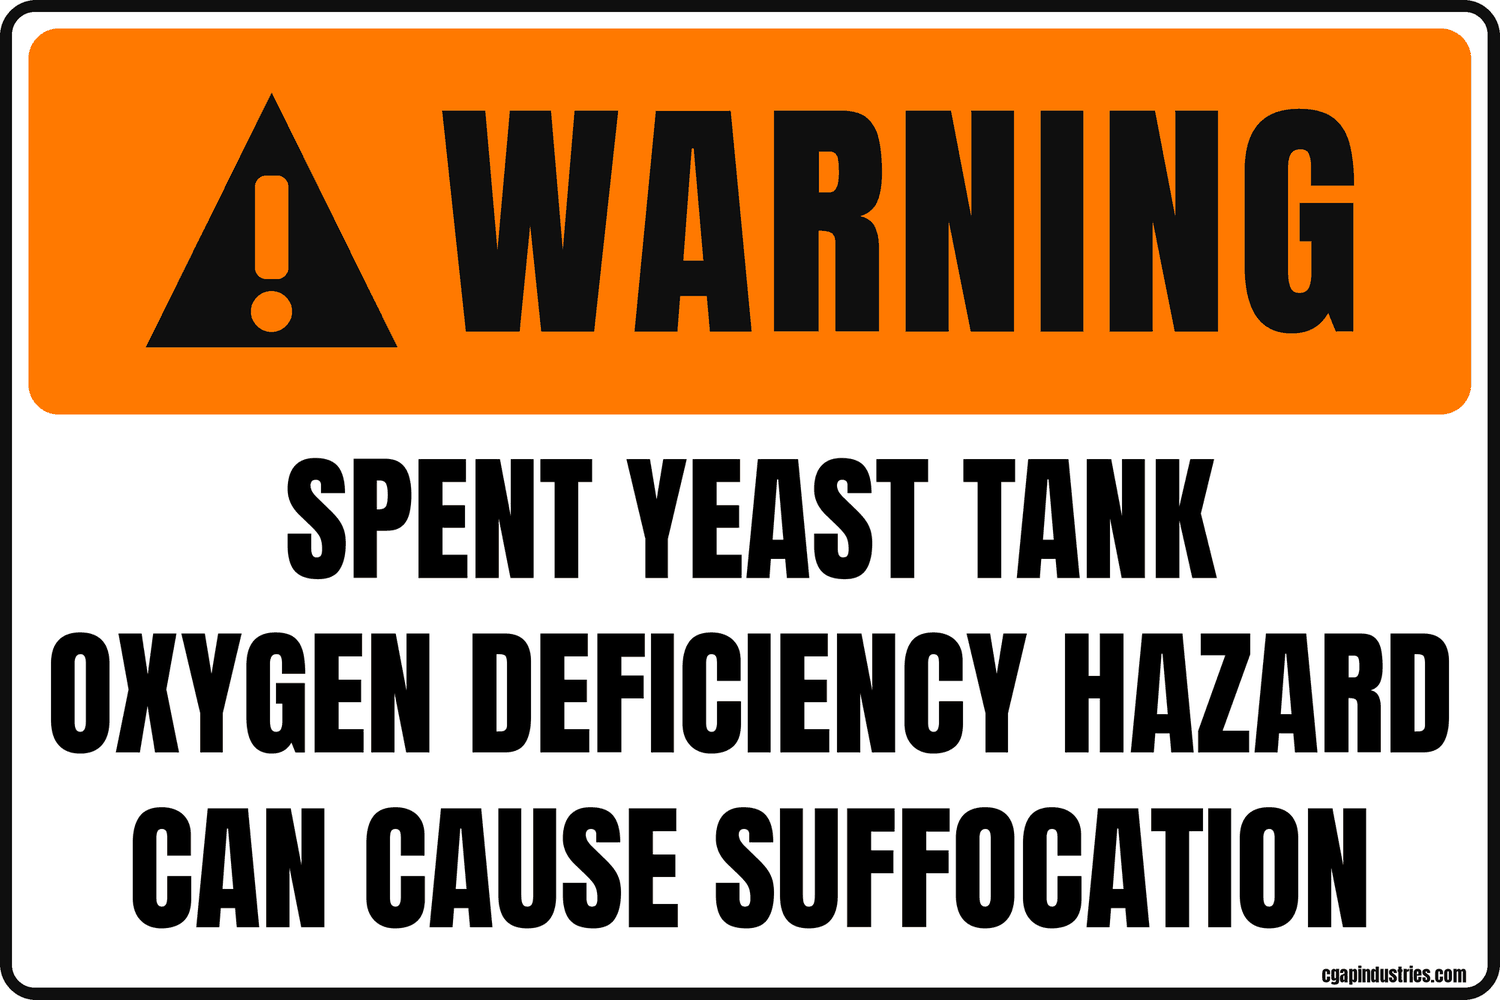 WARNING
SPENT YEAST TANK
OXYGEN DEFICIENCY HAZARD
CAN CAUSE SUFFOCATION
cgapindustries.com